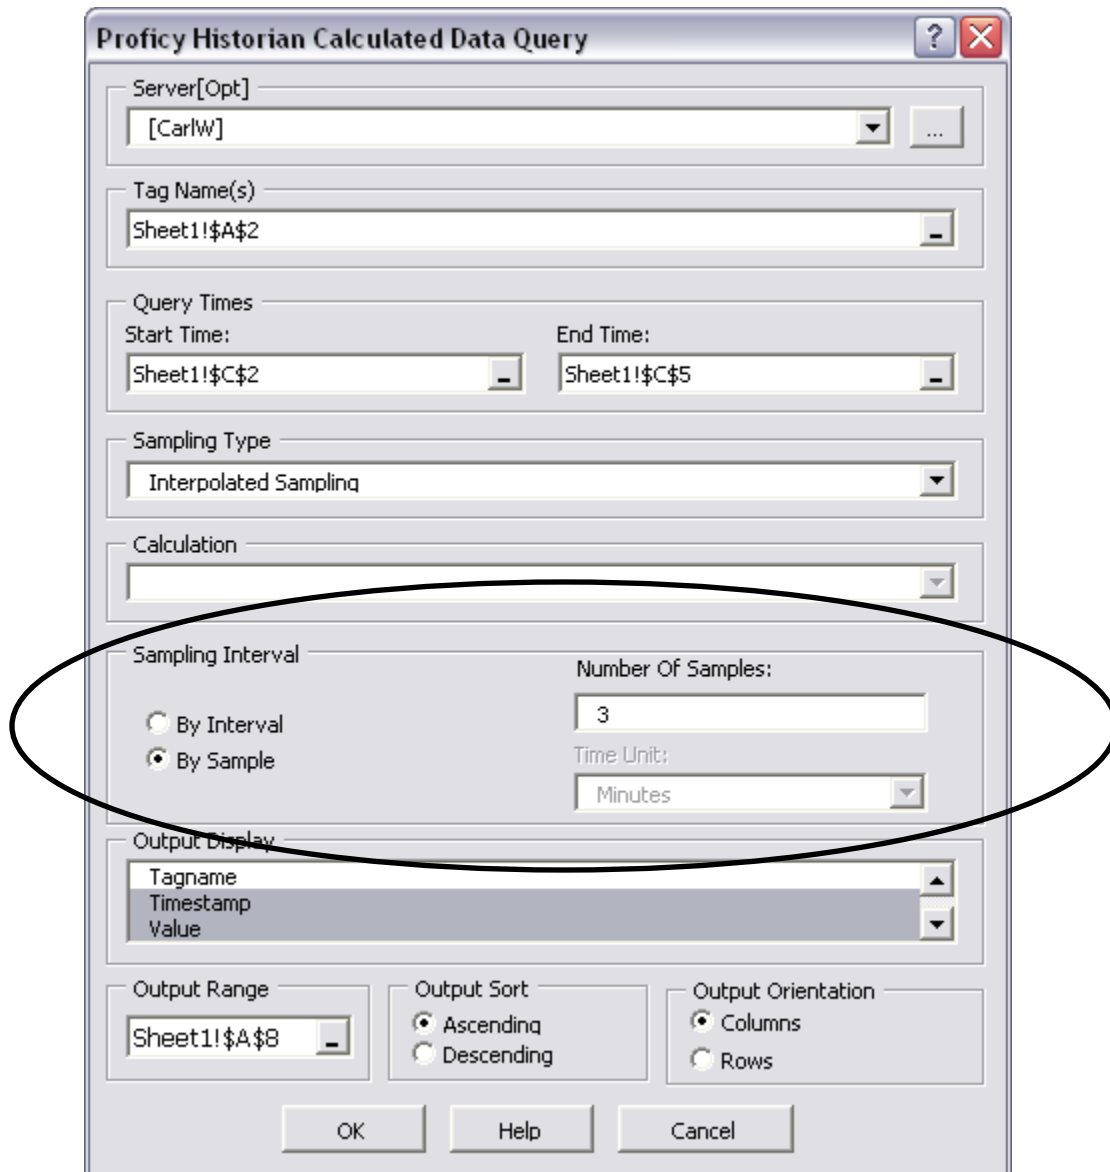 Proficy Historian Calculated Data Query
Server[Opt]
[CarlW]
...
Tag Name(s)
Sheet1!$A$2
Query Times
Start Time:
End Time:
Sheet1!$C$2
Sheet1!$C$5
Sampling Type
Interpolated Sampling
Calculation
Sampling Interval
Number Of Samples:
By Interval
3
By Sample
Time Unit:
Minutes
Output Display
Tagname
Timestamp
Value
Output Range
Sheet1!$A$8
Output Sort
Ascending
Descending
Output Orientation
Columns
Rows
OK
Help
Cancel